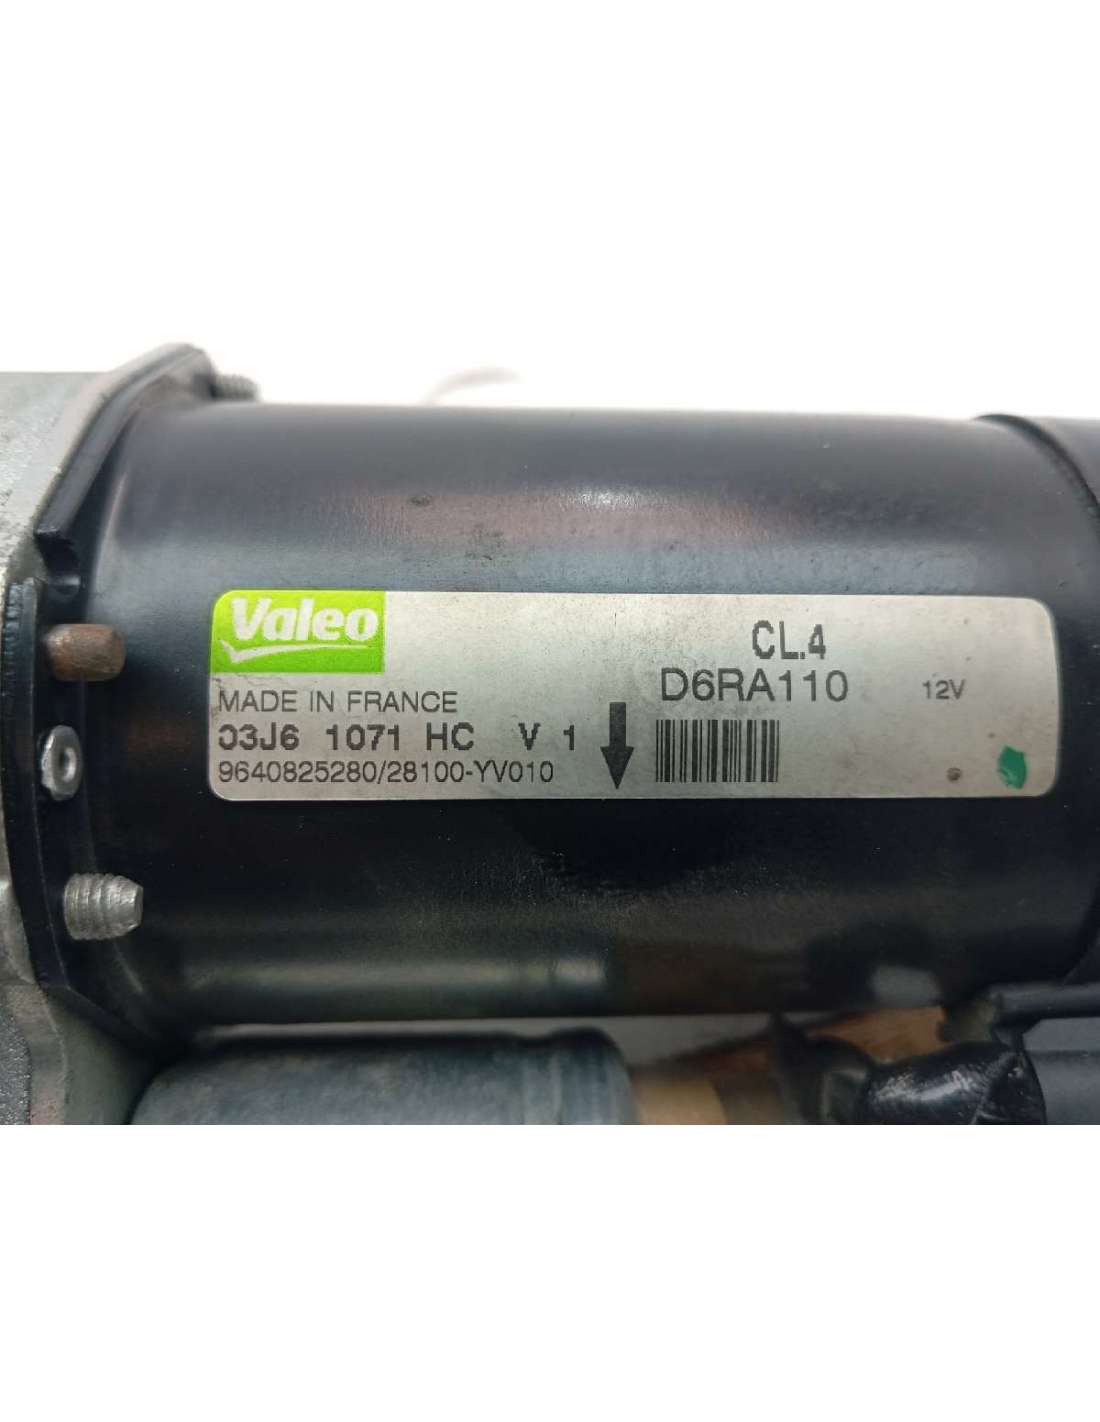 Valeo
MADE IN FRANCE
03J6 1071 HC V 1
9640825280/28100-YV010
CL.4
D6RA110 12V